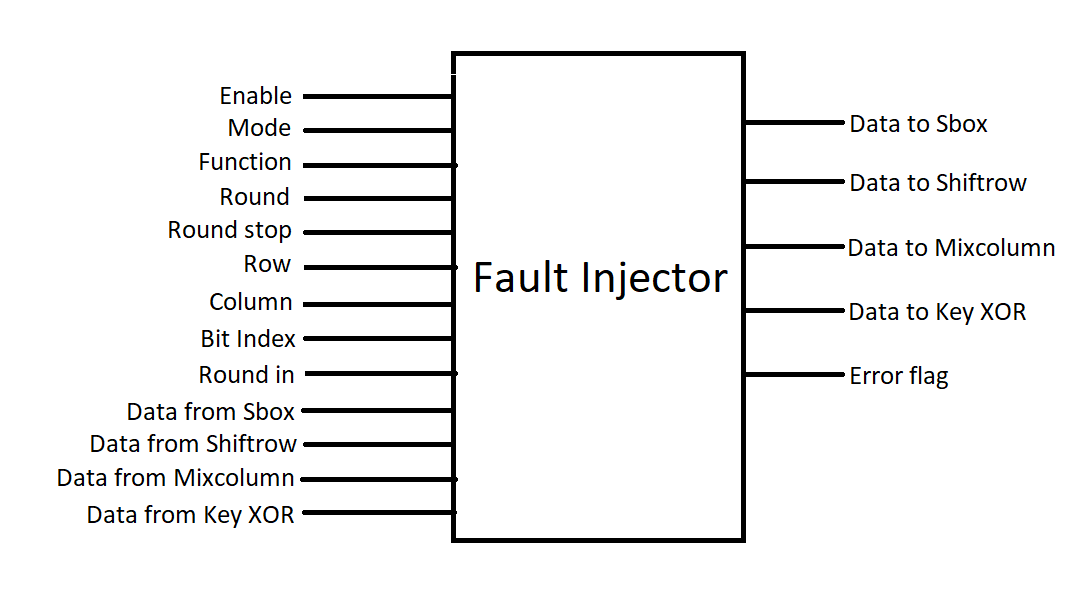 Enable
Mode
Function
Round
Round stop
Row
Column
Bit Index
Round in
Data from Sbox
Data from Shiftrow
Data from Mixcolumn
Data from Key XOR
Fault Injector
Data to Sbox
Data to Shiftrow
Data to Mixcolumn
Data to Key XOR
Error flag